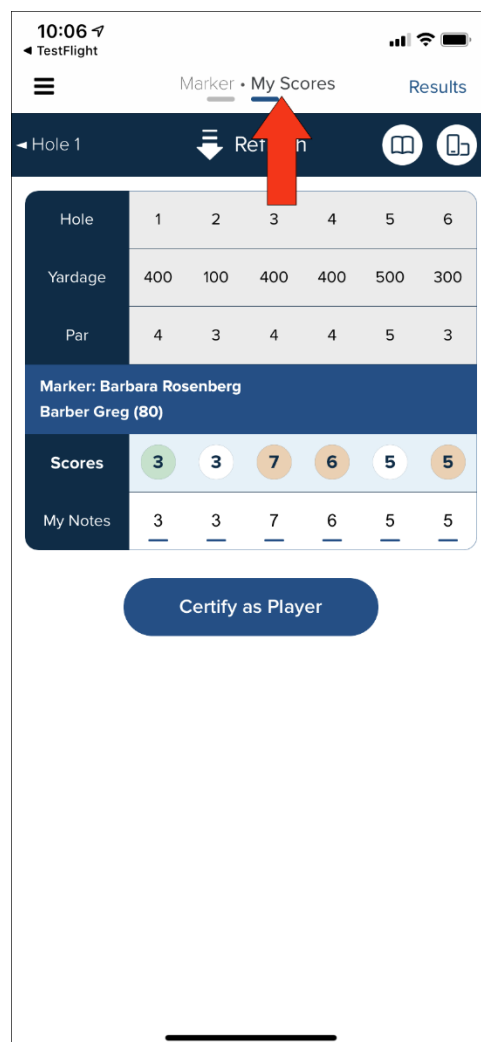 10:06
◄ TestFlight
Marker • My Scores
Results
◄ Hole 1
Hole 1 2 3 4 5 6
Yardage 400 100 400 400 500 300
Par 4 3 4 4 5 3
Marker: Barbara Rosenberg
Barber Greg (80)
Scores 3 3 7 6 5 5
My Notes 3 3 7 6 5 5
Certify as Player